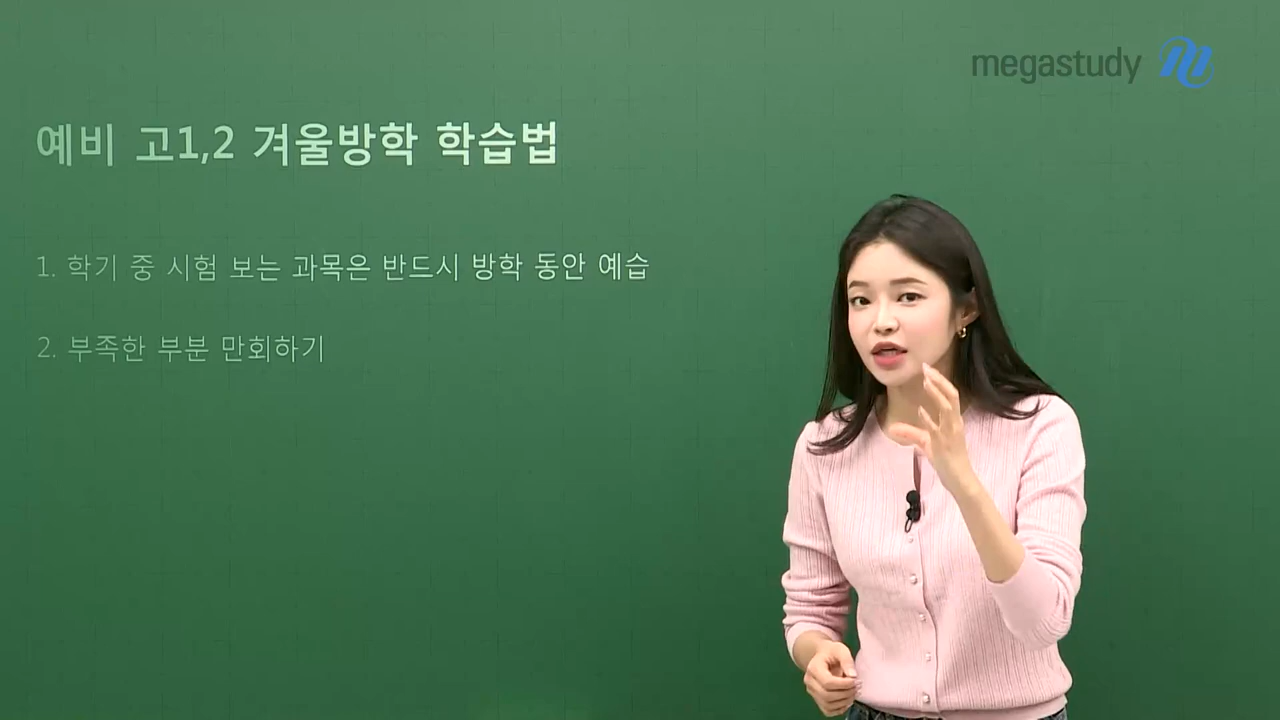 megastudy
예비 고1,2 겨울방학 학습법
1. 학기 중 시험 보는 과목은 반드시 방학 동안 예습
2. 부족한 부분 만회하기